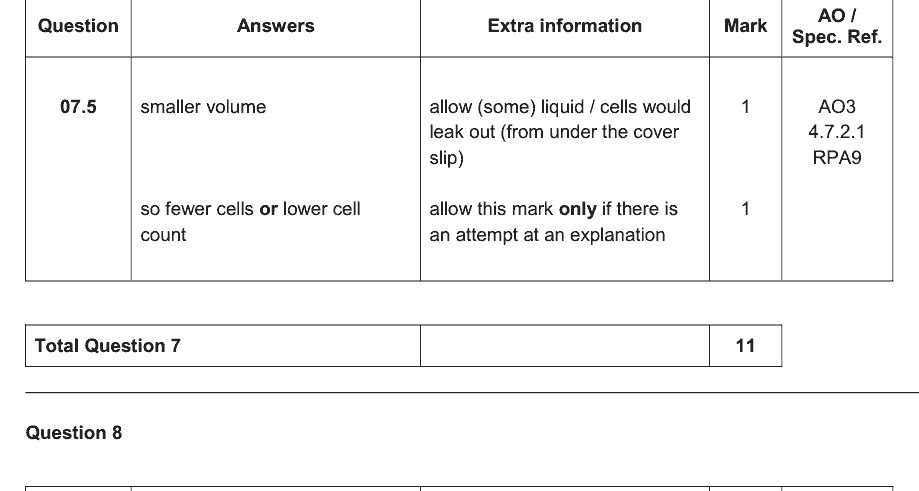 Question Answers Extra information Mark AO /
Spec. Ref.
07.5 smaller volume allow (some) liquid / cells would 1 AO3
leak out (from under the cover 4.7.2.1
slip) RPA9
so fewer cells or lower cell allow this mark only if there is 1
count an attempt at an explanation
Total Question 7 11
Question 8